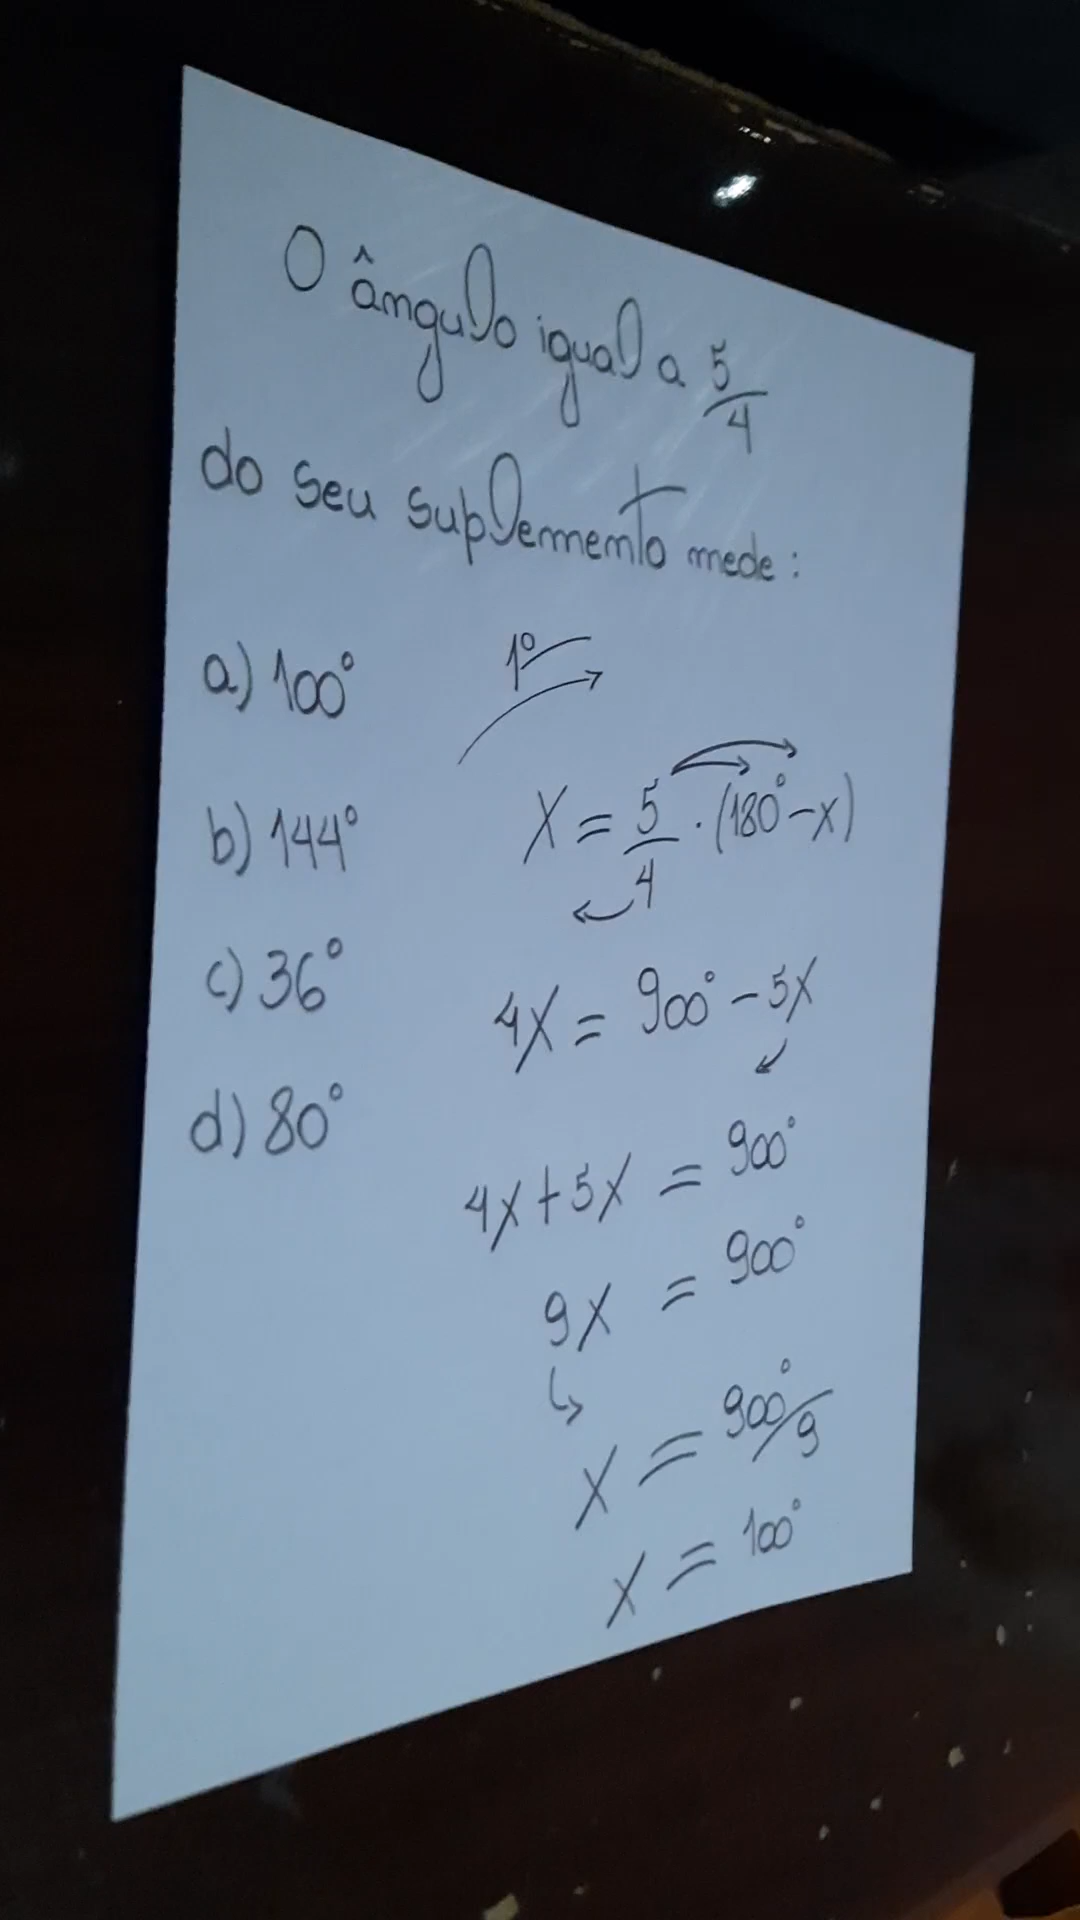 O ângulo igual a 5/4
do seu suplemento mede:
a) 100°
1º
b) 144°
X = 5/4 . (180° - x)
c) 36°
4X = 900° - 5X
d) 80°
4X + 5X = 900°
9X = 900°
X = 900°/9
X = 100°